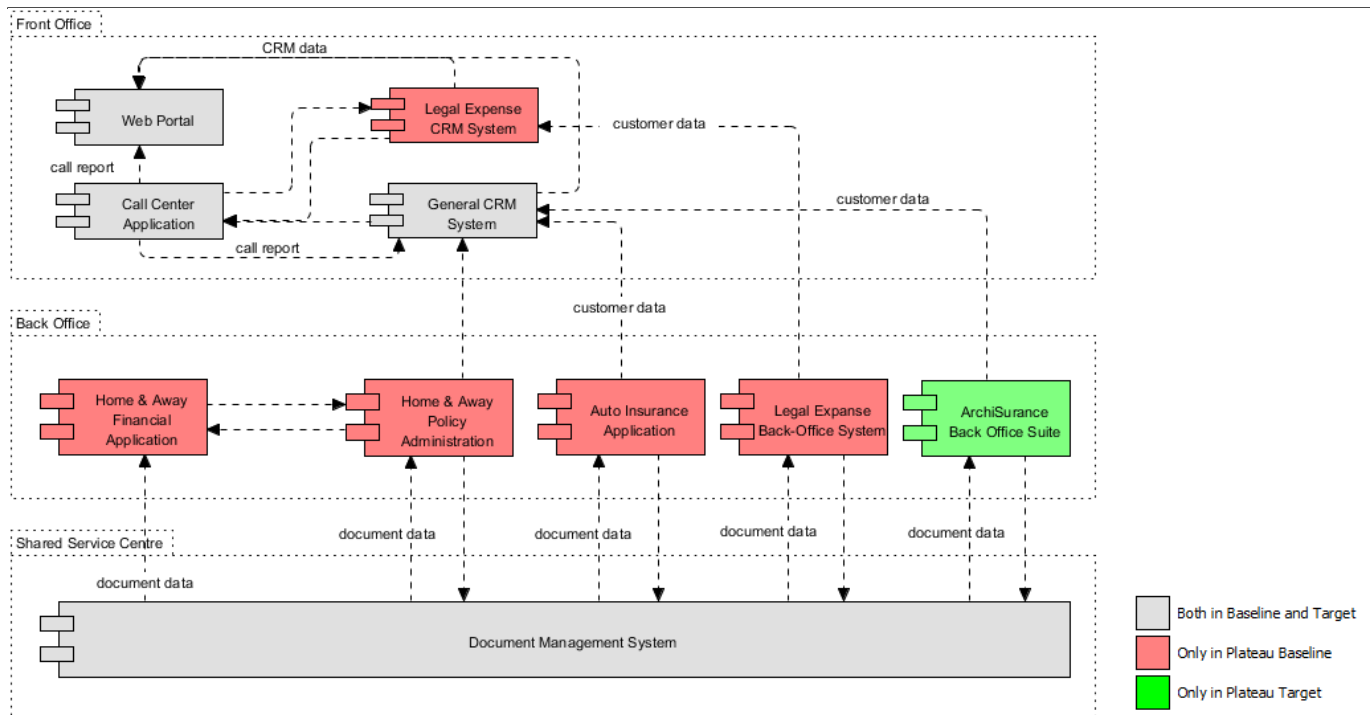 Front Office
CRM data
Web Portal
Legal Expense
CRM System
customer data
call report
Call Center
Application
General CRM
System
customer data
call report
customer data
Back Office
Home & Away
Financial
Application
Home & Away
Policy
Administration
Auto Insurance
Application
Legal Expanse
Back-Office System
ArchiSurance
Back Office Suite
document data
document data
document data
document data
Shared Service Centre
document data
Document Management System
Both in Baseline and Target
Only in Plateau Baseline
Only in Plateau Target